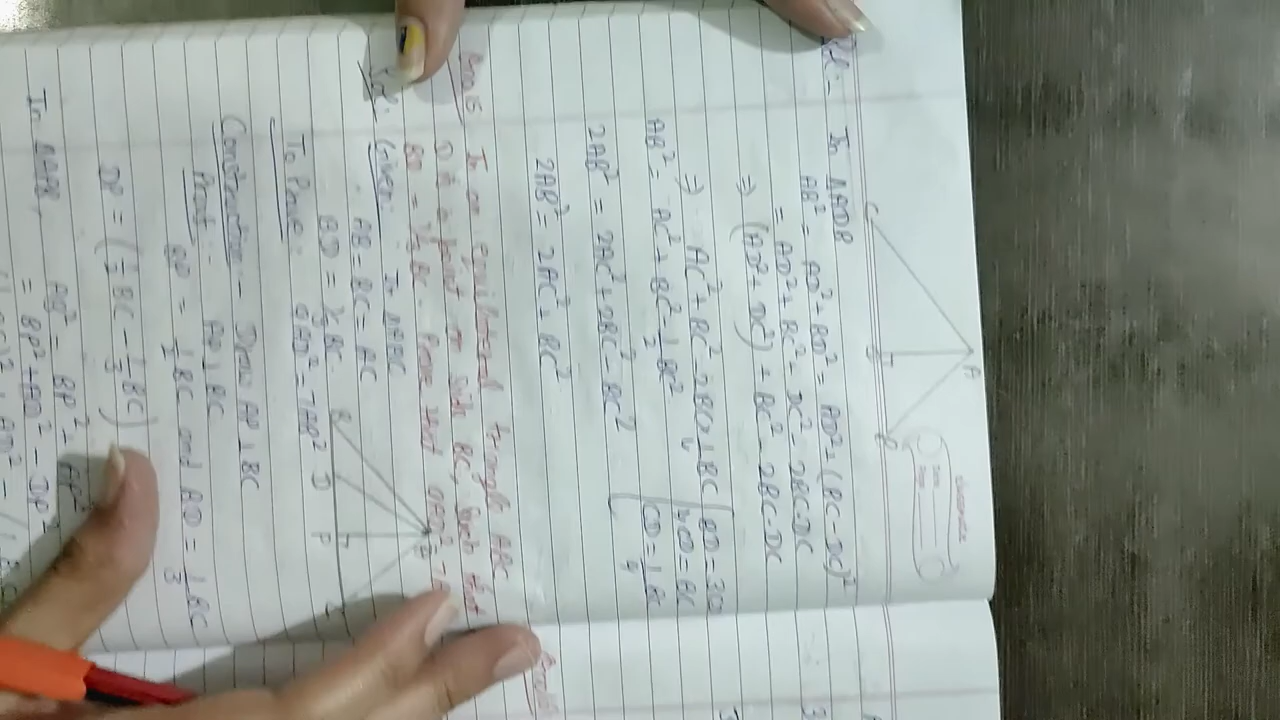 A
C
B
Date
Page
In ΔADB
AB² = AD² + BD² = AD² + (BC - DC)²
= AD² + BC² - DC² - 2BC·DC
⇒ (AD² + DC²) + BC² - 2BC·DC
⇒ AC² + BC² - 2BC x 1 BC
4
BD = 3CD
4CD = BC
CD = 1 BC
4
AB² = AC² + BC² - 1 BC²
2
2AB² = 2AC² + 2BC² - BC²
2AB² = 2AC² + BC²
In an equilateral triangle ABC
D is a point on side BC, such that
BD = 1/3 BC. Prove that 9AD² = 7A
Given: In ΔABC
AB = BC = AC
BD = 1/3 BC
To Prove: 9AD² = 7AB²
B D P C
Construction - Draw AP ⊥ BC
Proof:- AP ⊥ BC
BP = 1/2 BC and BD = 1/3 BC
DP = (1/2 BC - 1/3 BC)
In ΔAPB, AB² = BP² + AP²
= BP² + AD² - DP²